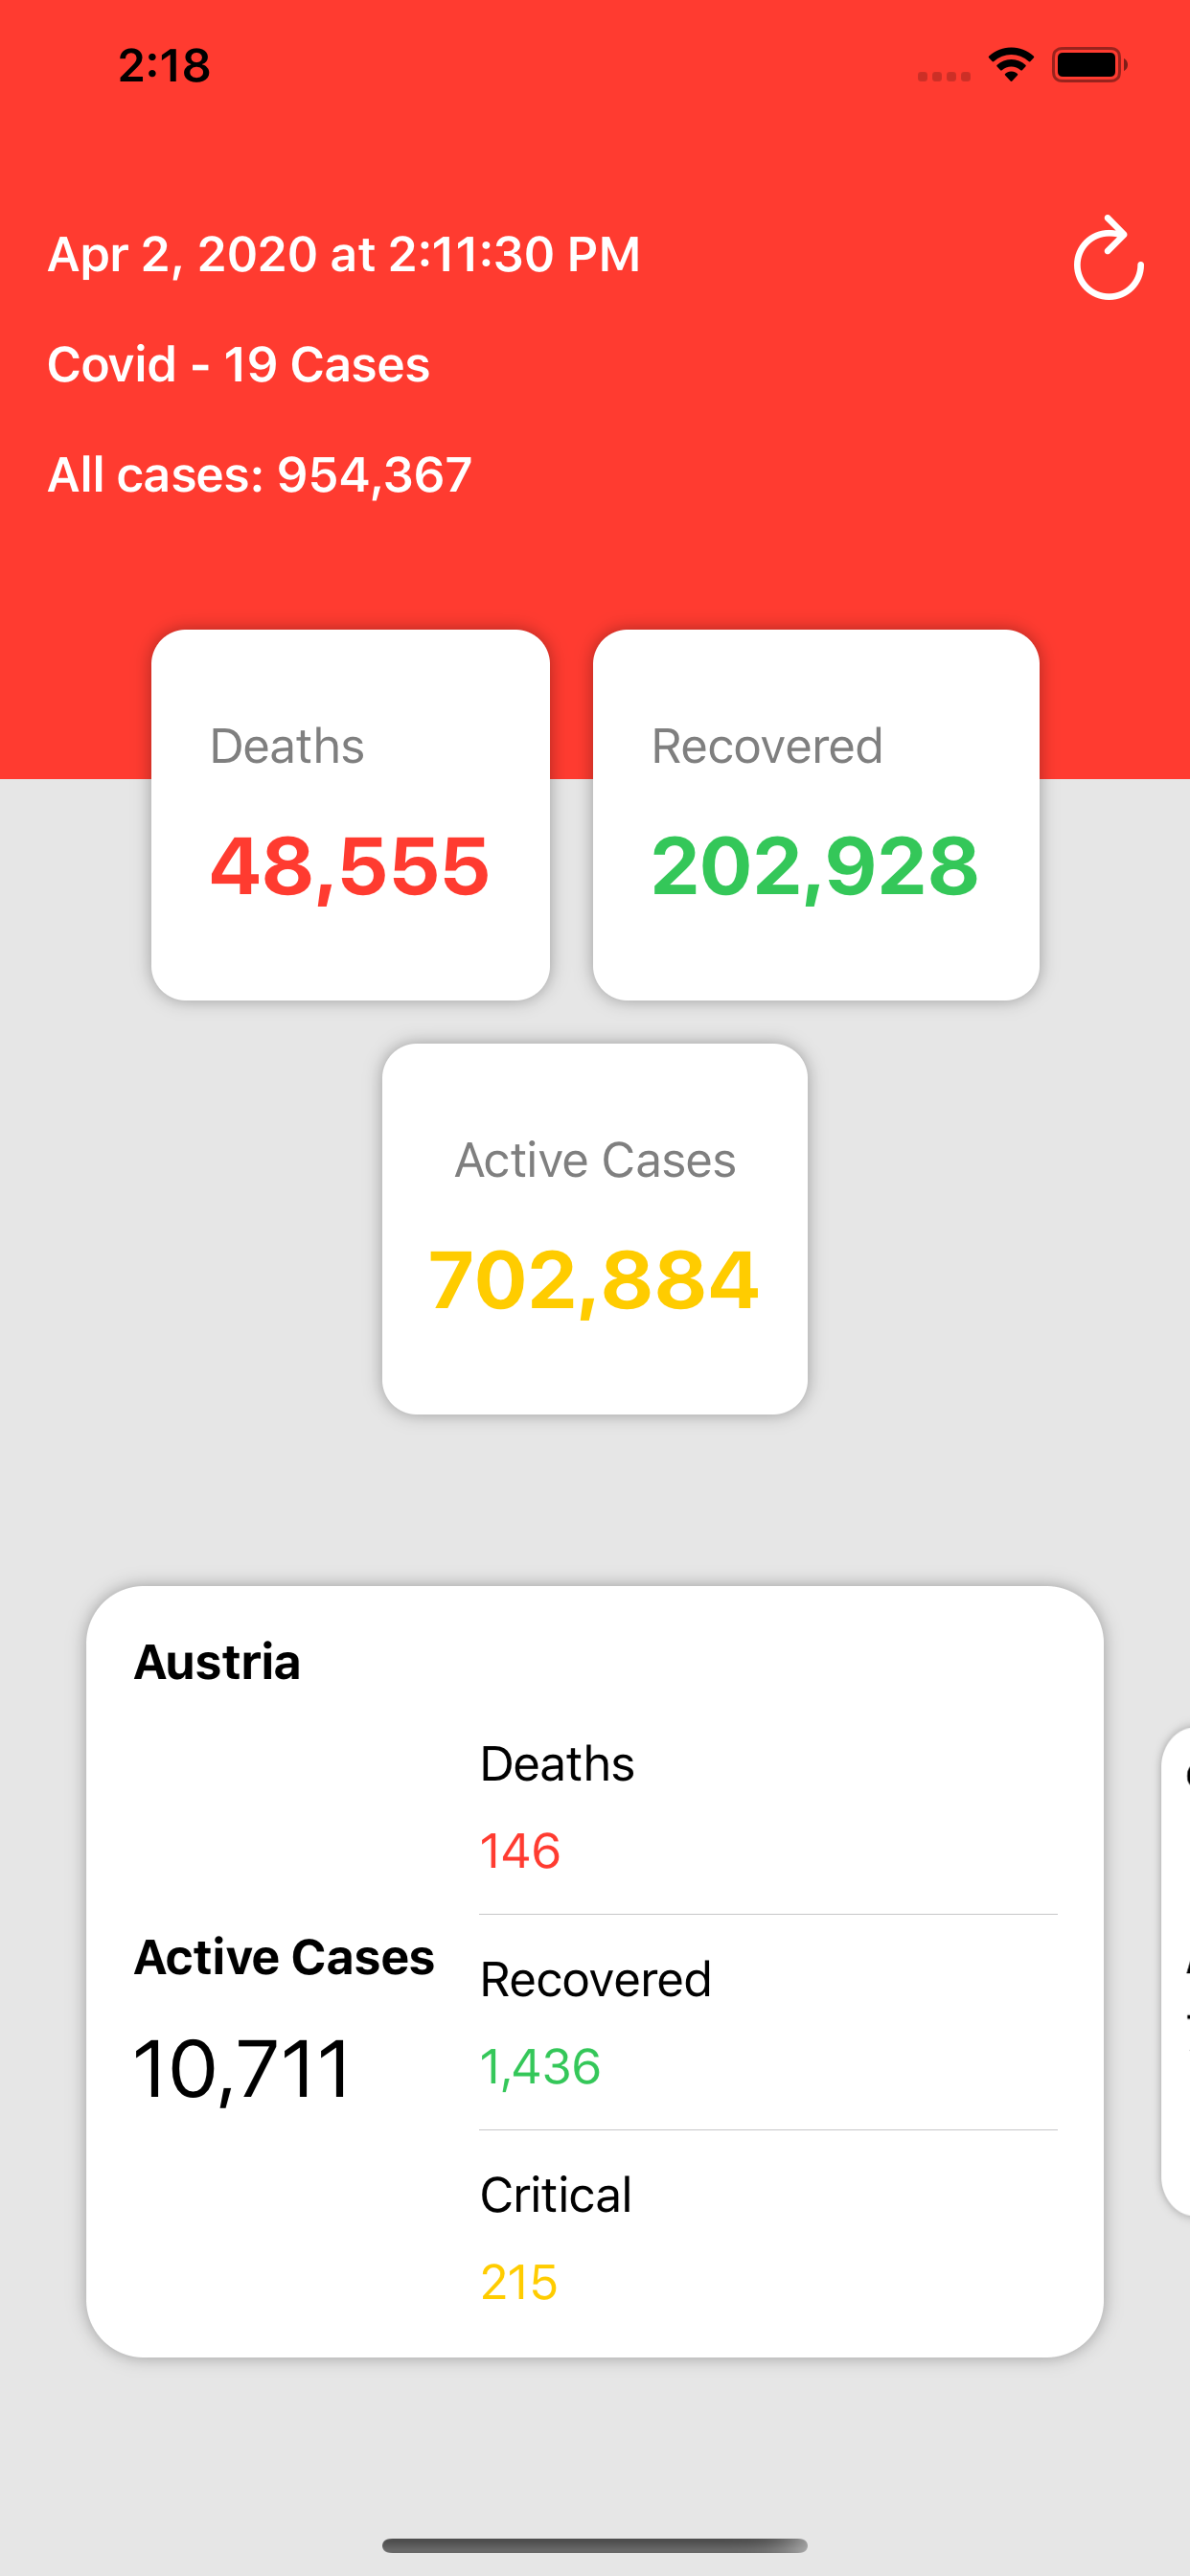 2:18
Apr 2, 2020 at 2:11:30 PM
Covid - 19 Cases
All cases: 954,367
Deaths
48,555
Recovered
202,928
Active Cases
702,884
Austria
Deaths
146
Active Cases
10,711
Recovered
1,436
Critical
215